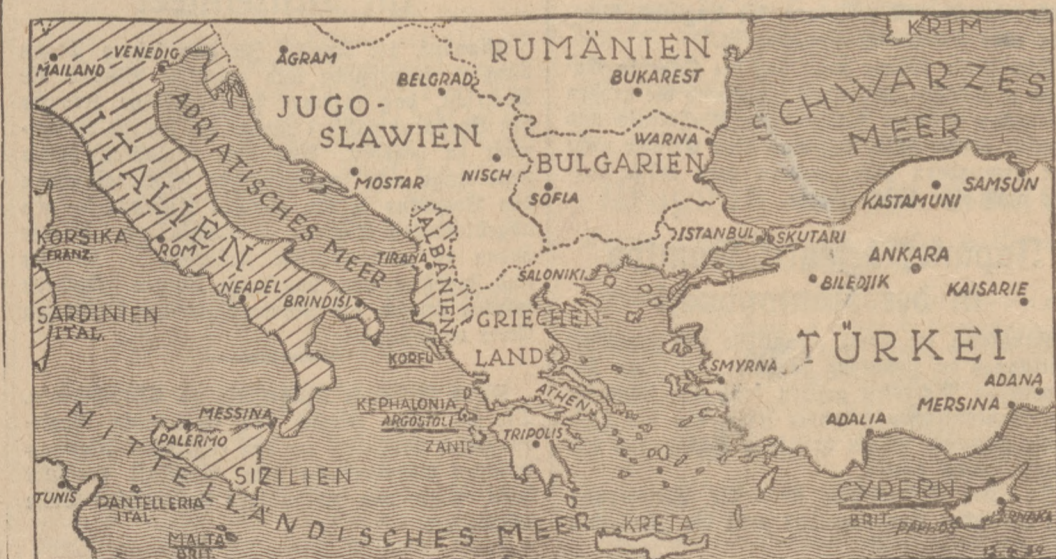 KRIM
VENEDIG
MAILAND
AGRAM
RUMÄNIEN
BELGRAD
BUKAREST
SCHWARZES
MEER
JUGO-
SLAWIEN
ADRIATISCHES MEER
ITALIEN
WARNA
BULGARIEN
NISCH
SOFIA
MOSTAR
KASTAMUNI
SAMSUN
KORSIKA
FRANZ.
ROM
ALBANIEN
TIRANA
ISTANBUL
SKUTARI
ANKARA
NEAPEL
BRINDISI
SALONIKI
BILEDJIK
KAISARIE
SARDINIEN
ITAL.
GRIECHEN-
LAND
KORFU
TÜRKEI
SMYRNA
ADANA
MERSINA
ADALIA
KEPHALONIA
ARGOSTOLI
ZANTE
ATHEN
TRIPOLIS
MESSINA
PALERMO
SIZILIEN
MITTELLÄNDISCHES MEER
TUNIS
PANTELLERIA
ITAL.
MALTA
BRIT.
KRETA
CYPERN
BRIT.
PAPHOS
LARNAKA